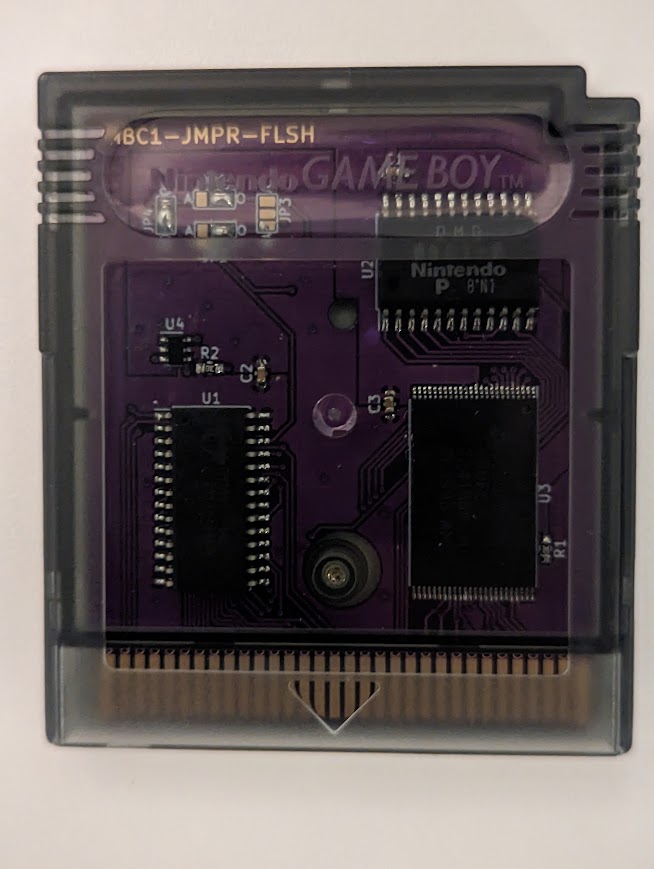 MBC1-JMPR-FLSH
Nintendo GAME BOY TM
A O
JP4
JP3
A O
DMG
U2
Nintendo
P 8'N1
U4
R2
C2
U1
C3
U3
R1